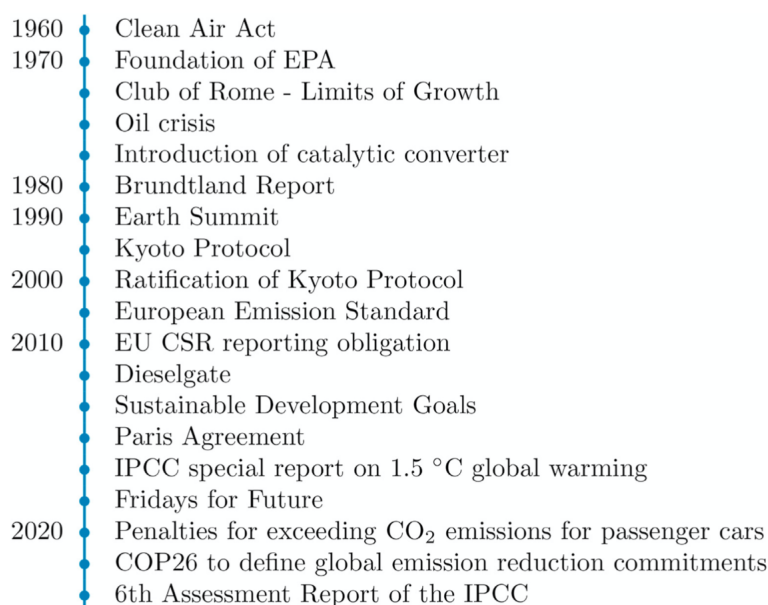 1960 Clean Air Act
1970 Foundation of EPA
Club of Rome - Limits of Growth
Oil crisis
Introduction of catalytic converter
1980 Brundtland Report
1990 Earth Summit
Kyoto Protocol
2000 Ratification of Kyoto Protocol
European Emission Standard
2010 EU CSR reporting obligation
Dieselgate
Sustainable Development Goals
Paris Agreement
IPCC special report on 1.5 °C global warming
Fridays for Future
2020 Penalties for exceeding CO₂ emissions for passenger cars
COP26 to define global emission reduction commitments
6th Assessment Report of the IPCC